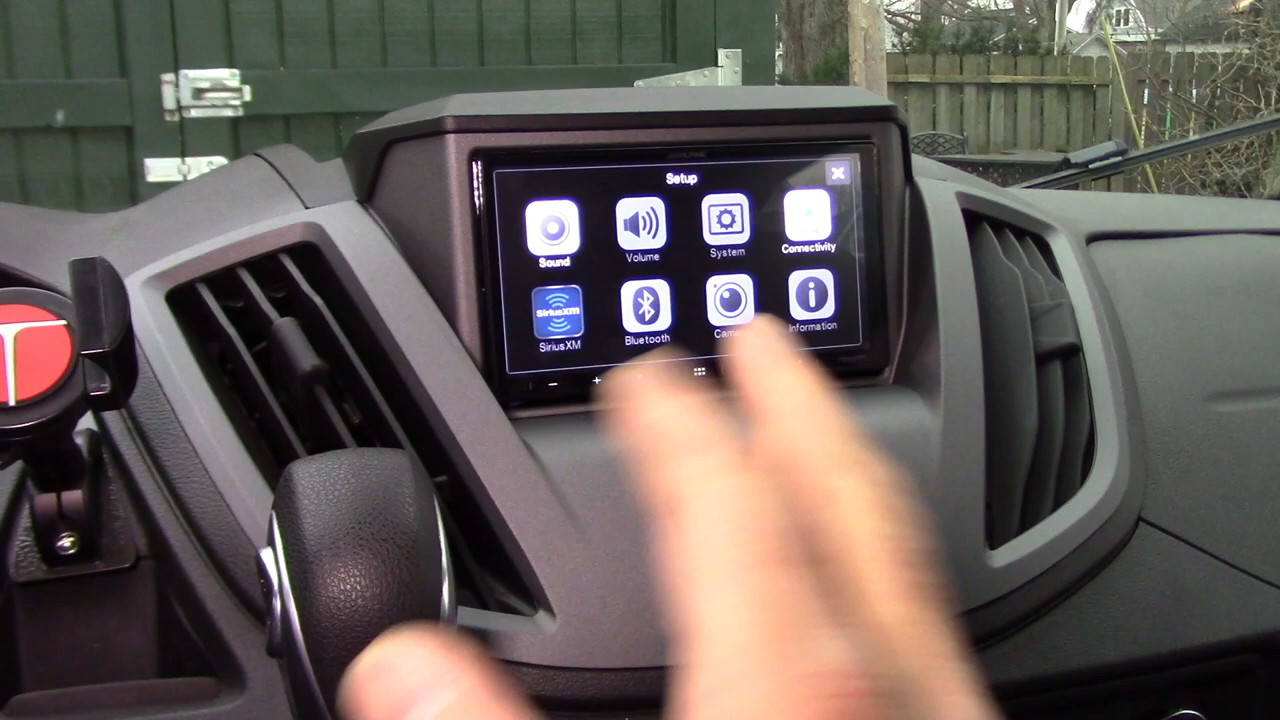 Setup
Sound
Volume
System
Connectivity
SiriusXM
SiriusXM
Bluetooth
Information